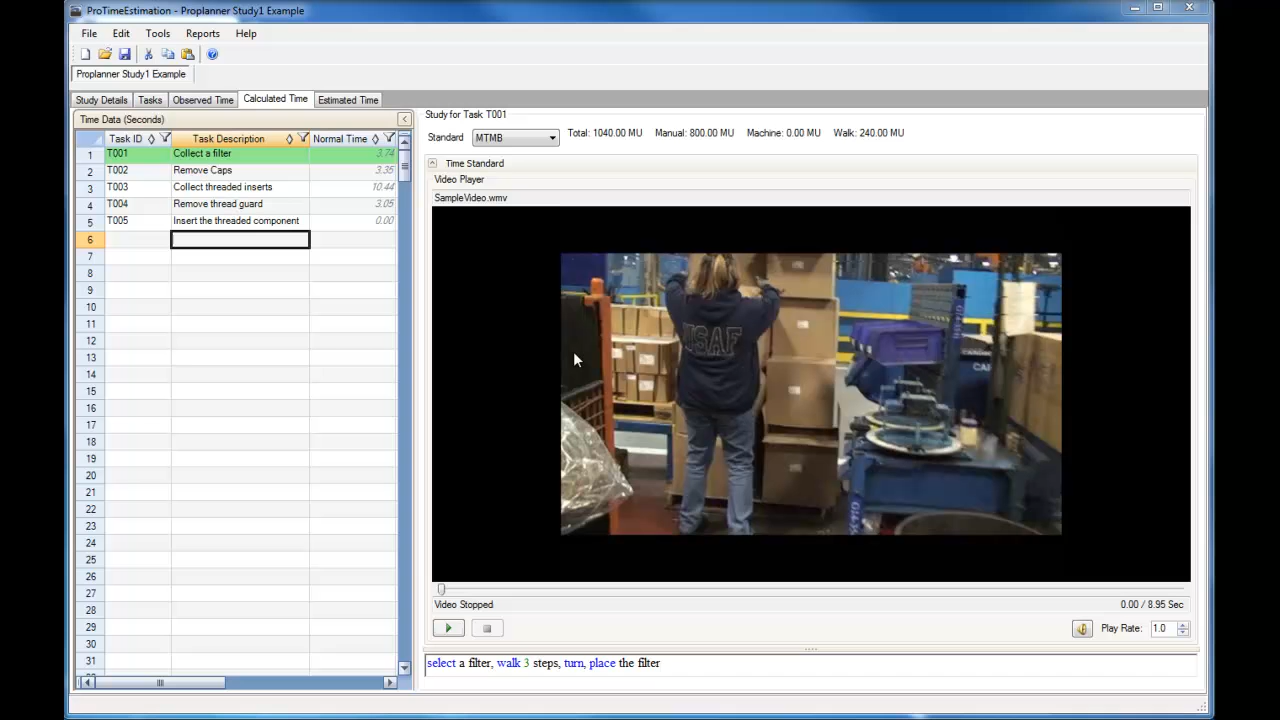 ProTimeEstimation - Proplanner Study1 Example
File Edit Tools Reports Help
Proplanner Study1 Example
Study Details Tasks Observed Time Calculated Time Estimated Time
Time Data (Seconds)
Task ID Task Description Normal Time
1 T001 Collect a filter 3.74
2 T002 Remove Caps 3.35
3 T003 Collect threaded inserts 10.44
4 T004 Remove thread guard 3.05
5 T005 Insert the threaded component 0.00
6
7
8
9
10
11
12
13
14
15
16
17
18
19
20
21
22
23
24
25
26
27
28
29
30
31
Study for Task T001
Standard MTMB Total: 1040.00 MU Manual: 800.00 MU Machine: 0.00 MU Walk: 240.00 MU
Time Standard
Video Player
SampleVideo.wmv
USAF
Video Stopped 0.00 / 8.95 Sec
Play Rate: 1.0
select a filter, walk 3 steps, turn, place the filter